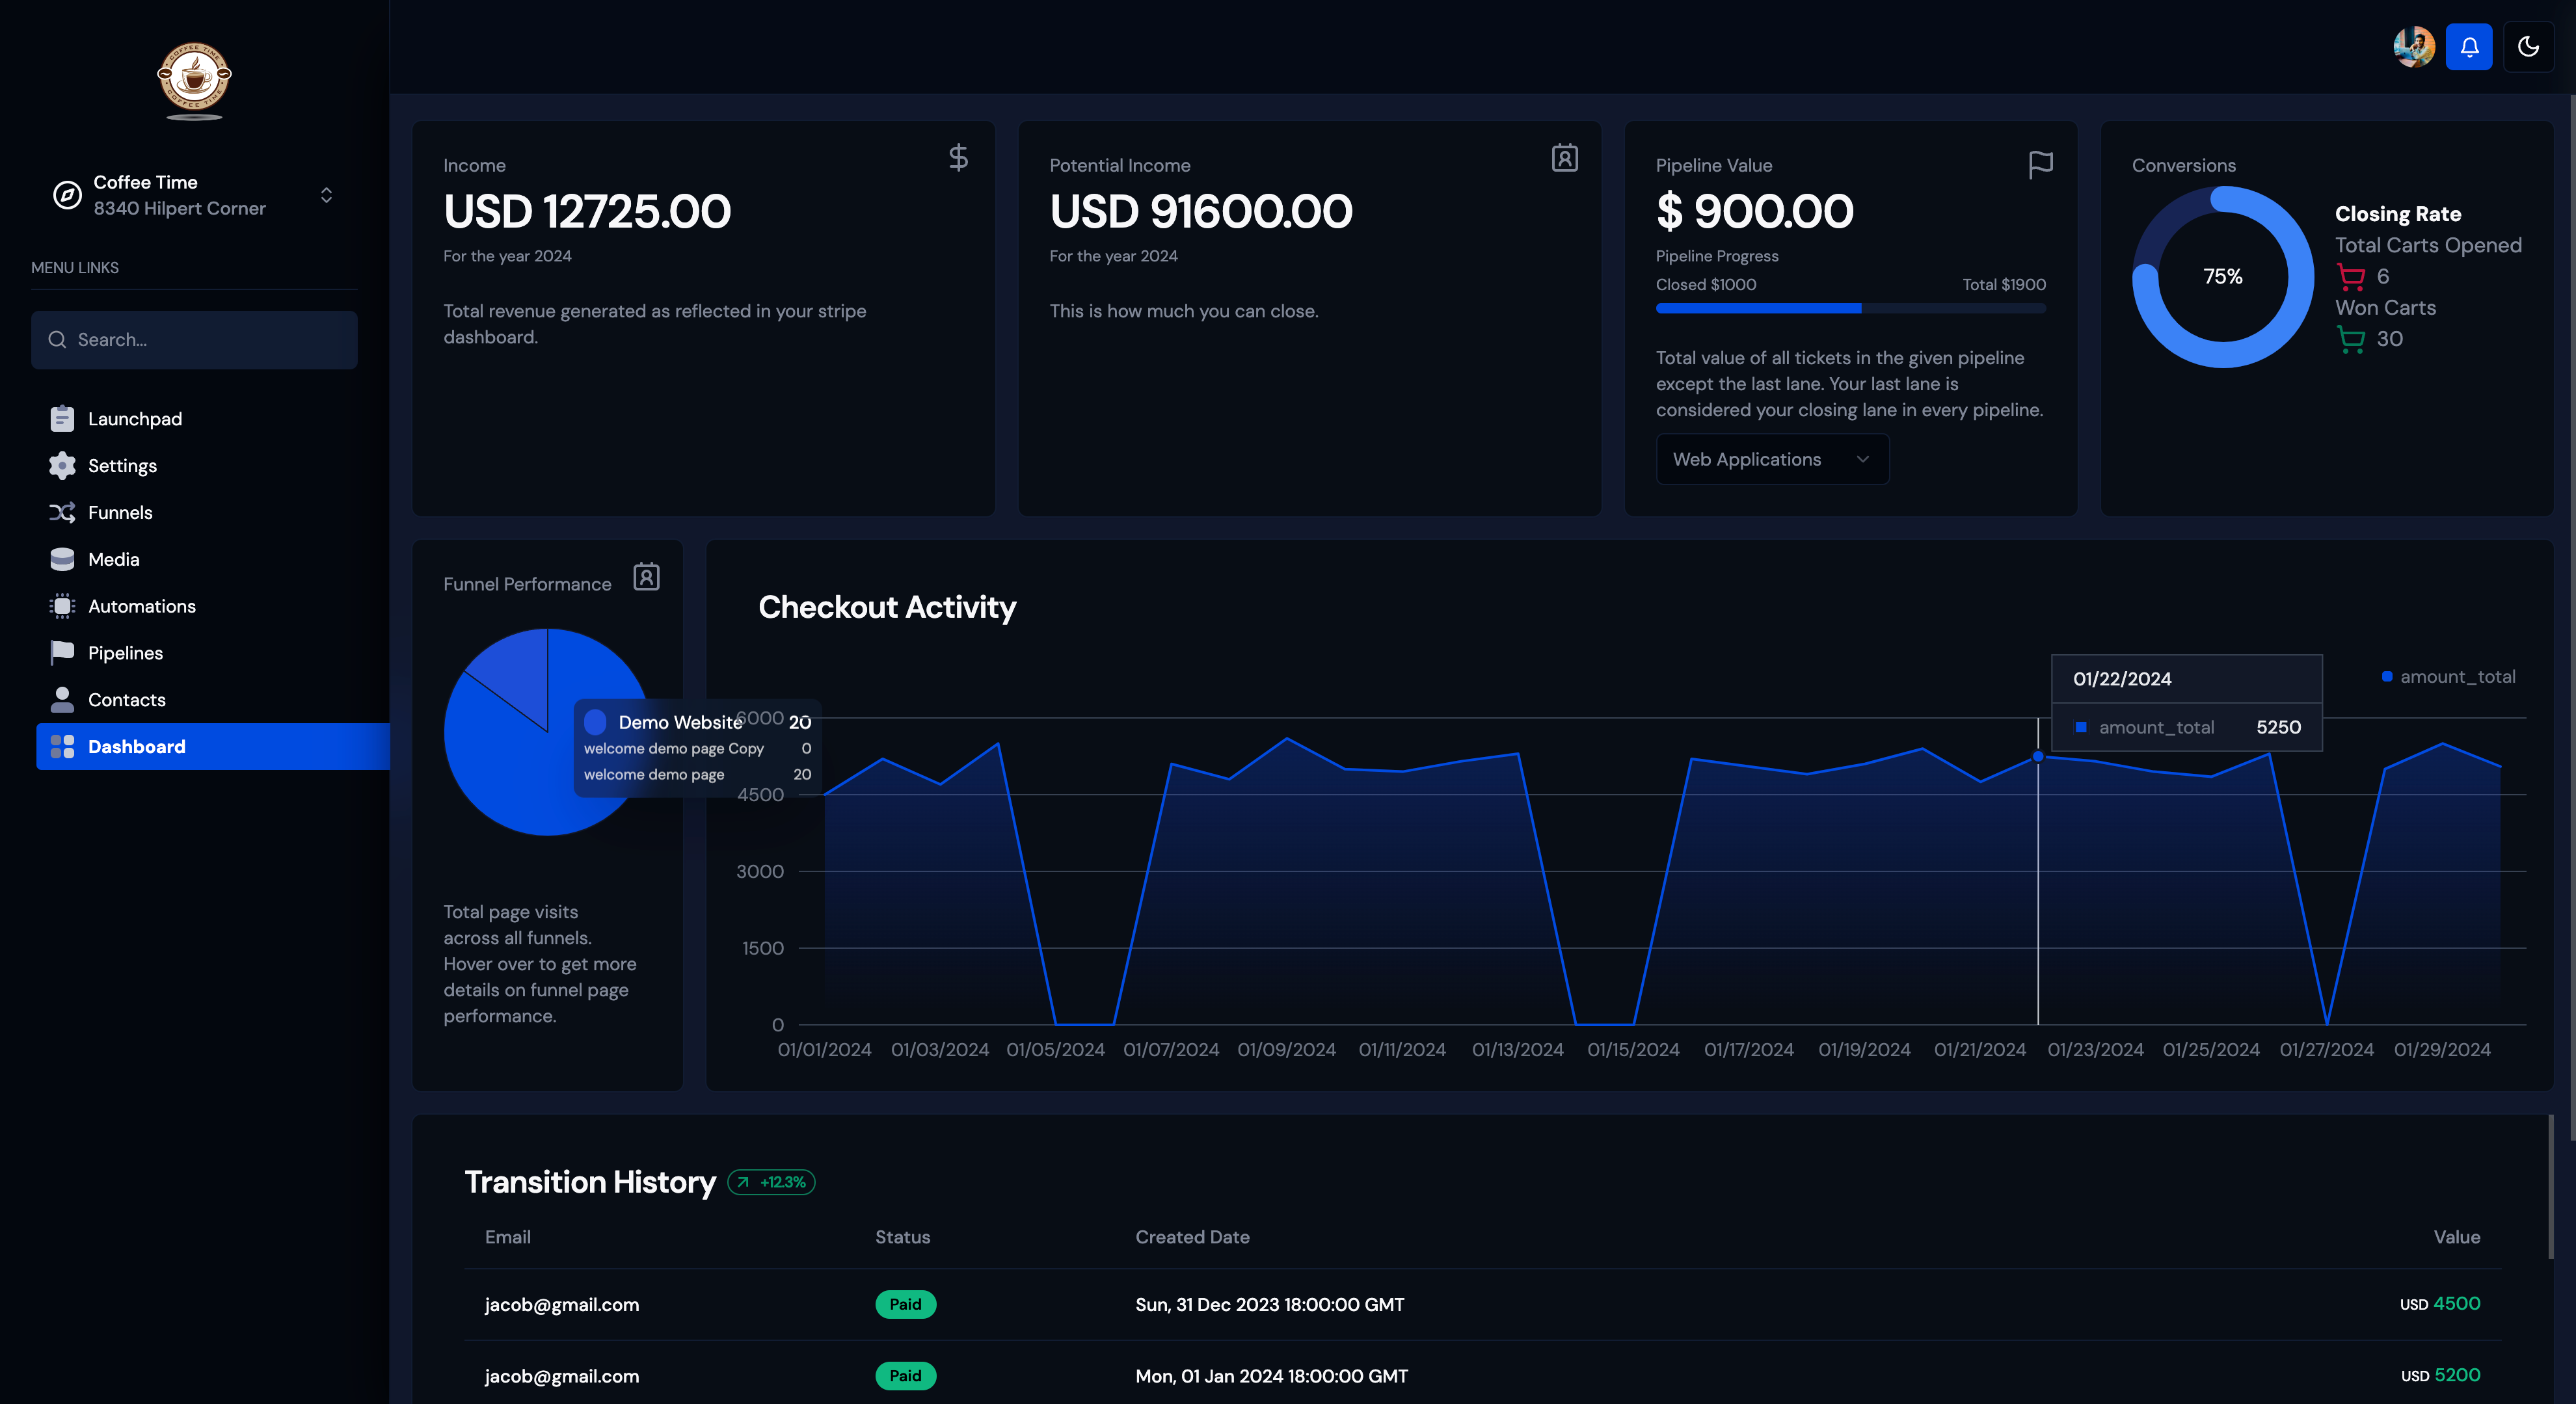 COFFEE TIME
COFFEE TIME
Coffee Time
8340 Hilpert Corner
MENU LINKS
Search...
Launchpad
Settings
Funnels
Media
Automations
Pipelines
Contacts
Dashboard
Income
USD 12725.00
For the year 2024
Total revenue generated as reflected in your stripe
dashboard.
Potential Income
USD 91600.00
For the year 2024
This is how much you can close.
Pipeline Value
$ 900.00
Pipeline Progress
Closed $1000 Total $1900
Total value of all tickets in the given pipeline
except the last lane. Your last lane is
considered your closing lane in every pipeline.
Web Applications
Conversions
75%
Closing Rate
Total Carts Opened
6
Won Carts
30
Funnel Performance
Demo Website 20
welcome demo page Copy 0
welcome demo page 20
Total page visits
across all funnels.
Hover over to get more
details on funnel page
performance.
Checkout Activity
amount_total
01/22/2024
amount_total 5250
6000
4500
3000
1500
0
01/01/2024 01/03/2024 01/05/2024 01/07/2024 01/09/2024 01/11/2024 01/13/2024 01/15/2024 01/17/2024 01/19/2024 01/21/2024 01/23/2024 01/25/2024 01/27/2024 01/29/2024
Transition History +12.3%
Email Status Created Date Value
jacob@gmail.com Paid Sun, 31 Dec 2023 18:00:00 GMT USD 4500
jacob@gmail.com Paid Mon, 01 Jan 2024 18:00:00 GMT USD 5200